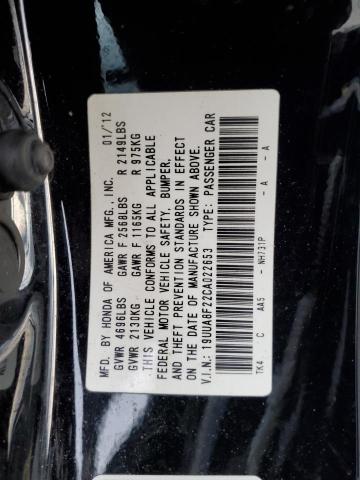 MFD. BY HONDA OF AMERICA MFG., INC. 01/12
GVWR 4696LBS GAWR F 2568LBS R 2149LBS
GVWR 2130KG GAWR F 1165KG R 975KG
THIS VEHICLE CONFORMS TO ALL APPLICABLE
FEDERAL MOTOR VEHICLE SAFETY, BUMPER,
AND THEFT PREVENTION STANDARDS IN EFFECT
ON THE DATE OF MANUFACTURE SHOWN ABOVE.
V.I.N.: 19UUA8F22CA022653 TYPE: PASSENGER CAR
TK4 C AA5 - NH731P - A - A